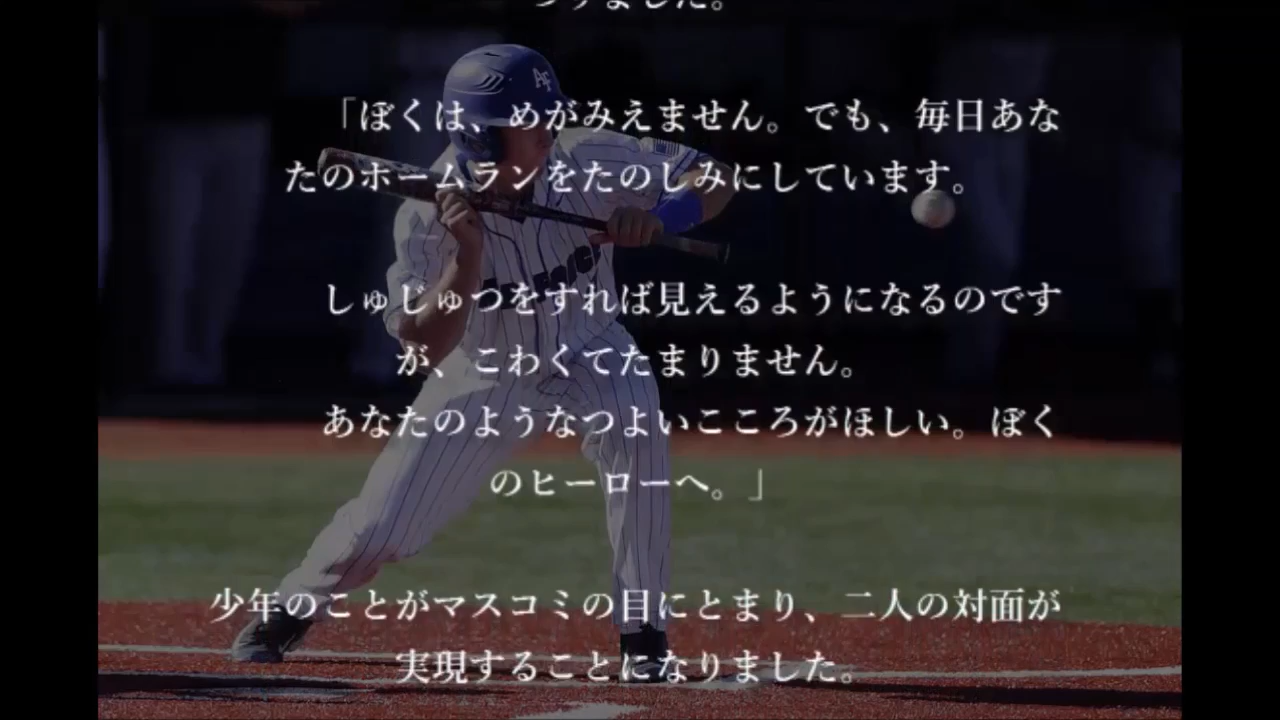 「ぼくは、めがみえません。でも、毎日あな
たのホームランをたのしみにしています。
しゅじゅつをすれば見えるようになるのです
が、こわくてたまりません。
あなたのようなつよいこころがほしい。ぼく
のヒーローへ。」
少年のことがマスコミの目にとまり、二人の対面が
実現することになりました。
AF